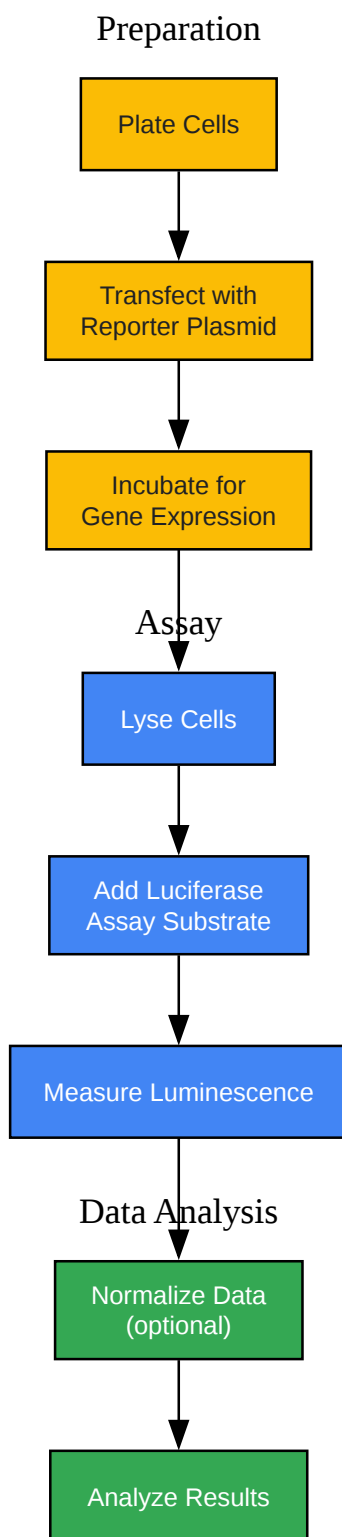 Preparation
Plate Cells
Transfect with
Reporter Plasmid
Incubate for
Gene Expression
Assay
Lyse Cells
Add Luciferase
Assay Substrate
Measure Luminescence
Data Analysis
Normalize Data
(optional)
Analyze Results